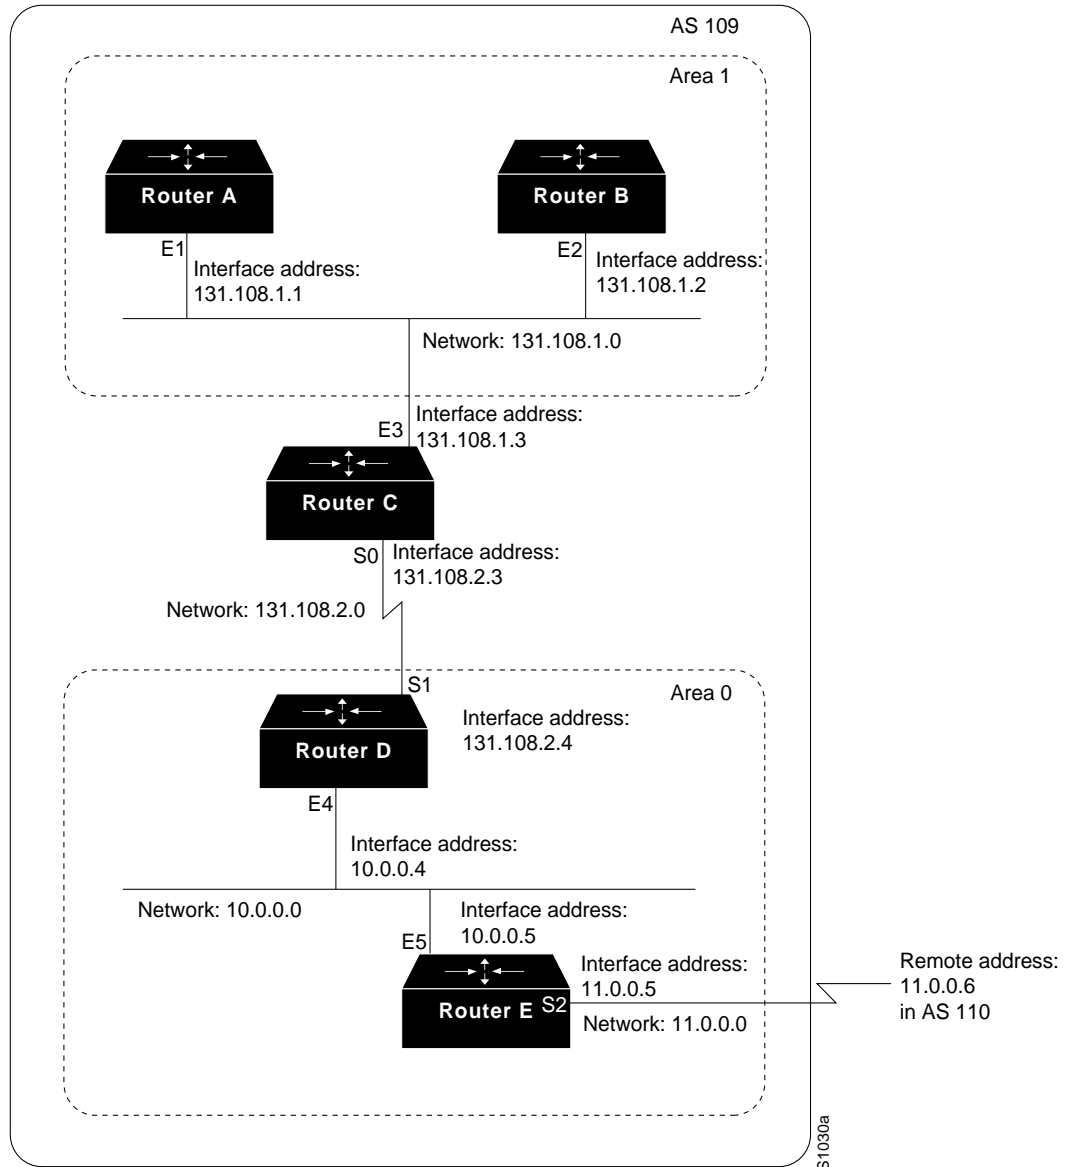 AS 109
Area 1
Router A
Router B
E1
Interface address:
131.108.1.1
E2
Interface address:
131.108.1.2
Network: 131.108.1.0
Interface address:
E3
131.108.1.3
Router C
S0
Interface address:
131.108.2.3
Network: 131.108.2.0
S1
Area 0
Interface address:
131.108.2.4
Router D
E4
Interface address:
10.0.0.4
Network: 10.0.0.0
Interface address:
10.0.0.5
E5
Interface address:
11.0.0.5
Router E
S2
Network: 11.0.0.0
Remote address:
11.0.0.6
in AS 110
S1030a